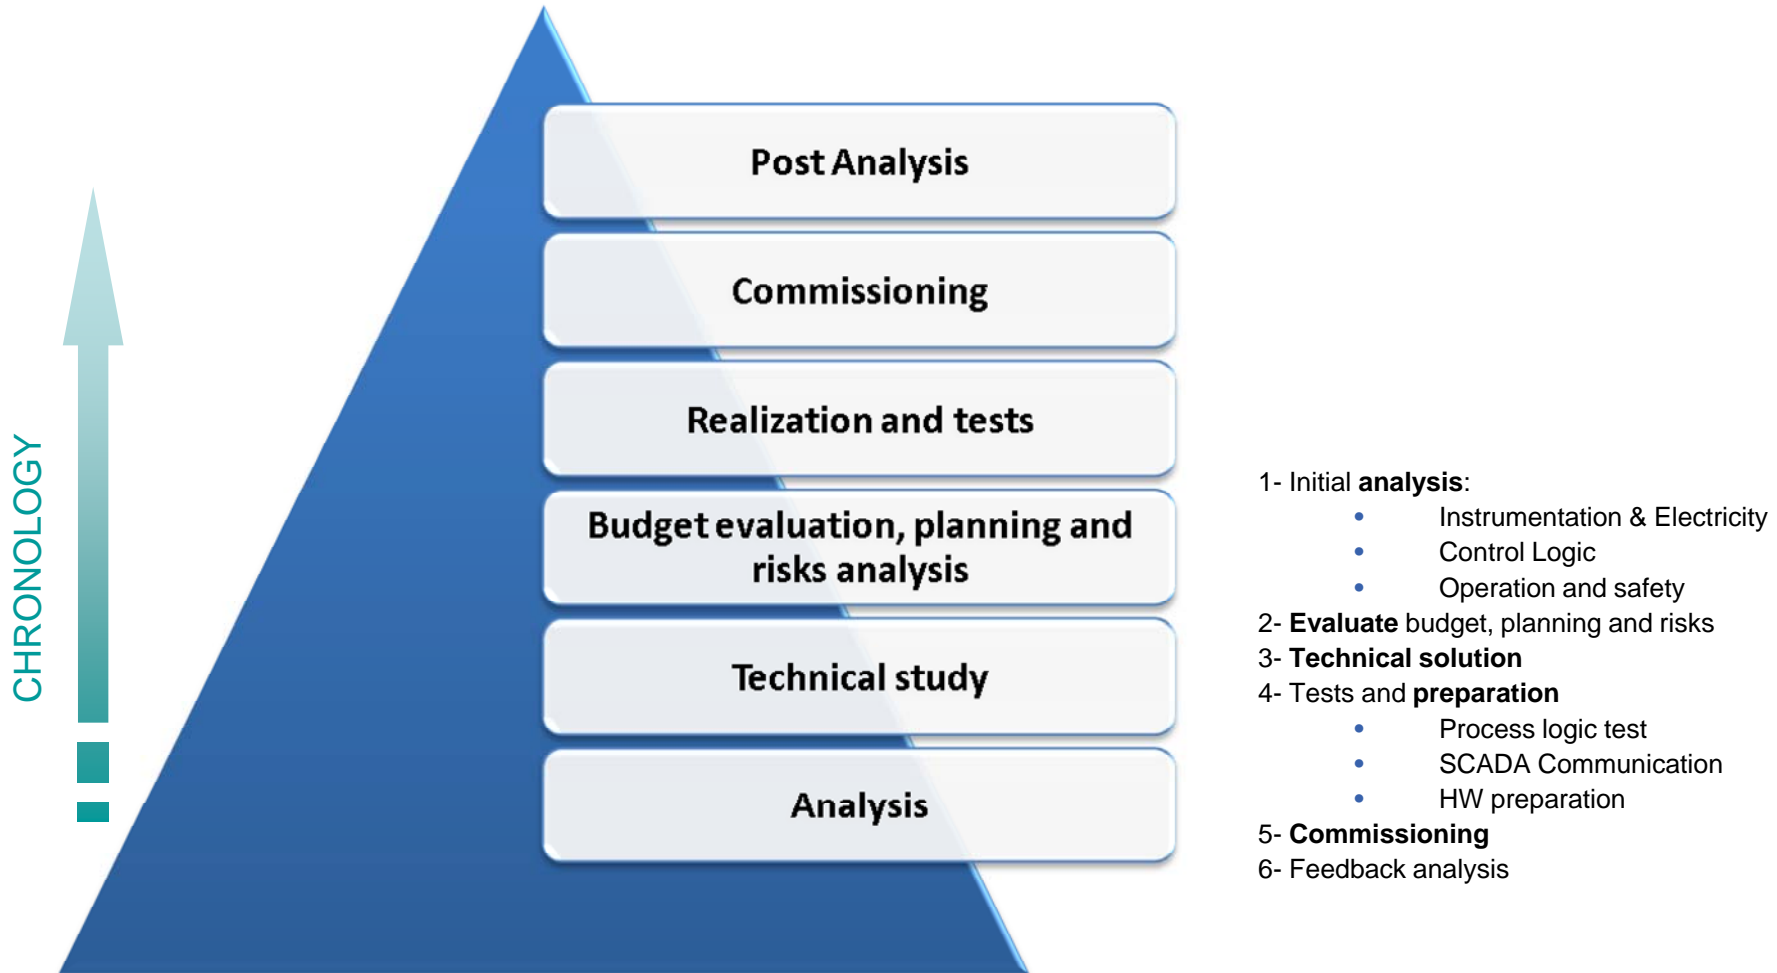 CHRONOLOGY
Post Analysis
Commissioning
Realization and tests
Budget evaluation, planning and
risks analysis
Technical study
Analysis
1- Initial analysis:
• Instrumentation & Electricity
• Control Logic
• Operation and safety
2- Evaluate budget, planning and risks
3- Technical solution
4- Tests and preparation
• Process logic test
• SCADA Communication
• HW preparation
5- Commissioning
6- Feedback analysis